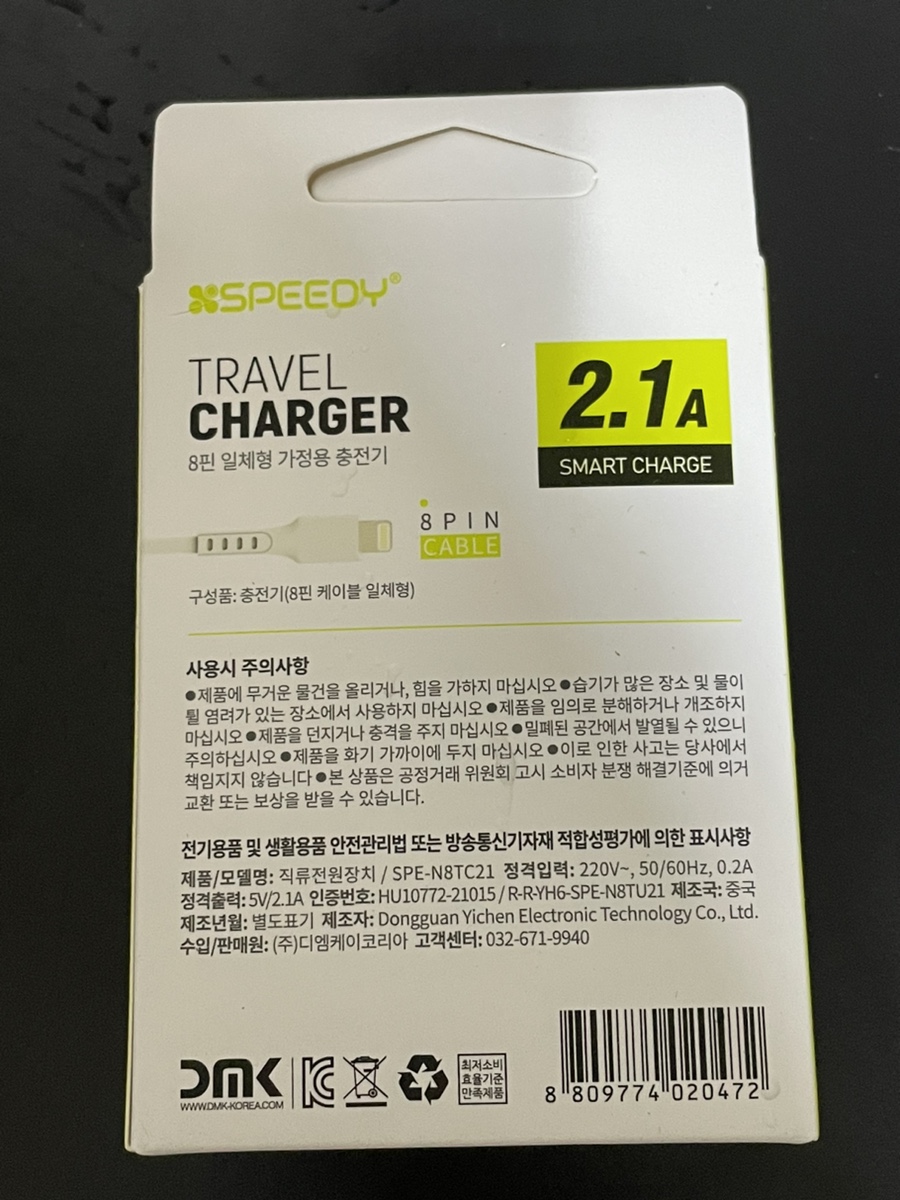 SPEEDY®
TRAVEL
CHARGER
8핀 일체형 가정용 충전기
2.1A
SMART CHARGE
8 PIN
CABLE
구성품: 충전기(8핀 케이블 일체형)
사용시 주의사항
●제품에 무거운 물건을 올리거나, 힘을 가하지 마십시오 ●습기가 많은 장소 및 물이
튈 염려가 있는 장소에서 사용하지 마십시오 ●제품을 임의로 분해하거나 개조하지
마십시오 ●제품을 던지거나 충격을 주지 마십시오 ●밀폐된 공간에서 발열될 수 있으니
주의하십시오 ●제품을 화기 가까이에 두지 마십시오 ●이로 인한 사고는 당사에서
책임지지 않습니다 ●본 상품은 공정거래 위원회 고시 소비자 분쟁 해결기준에 의거
교환 또는 보상을 받을 수 있습니다.
전기용품 및 생활용품 안전관리법 또는 방송통신기자재 적합성평가에 의한 표시사항
제품/모델명: 직류전원장치 / SPE-N8TC21 정격입력: 220V~, 50/60Hz, 0.2A
정격출력: 5V/2.1A 인증번호: HU10772-21015 / R-R-YH6-SPE-N8TU21 제조국: 중국
제조년월: 별도표기 제조자: Dongguan Yichen Electronic Technology Co., Ltd.
수입/판매원: (주)디엠케이코리아 고객센터: 032-671-9940
DMK
WWW.DMK-KOREA.COM
최저소비
효율기준
만족제품
8 809774 020472